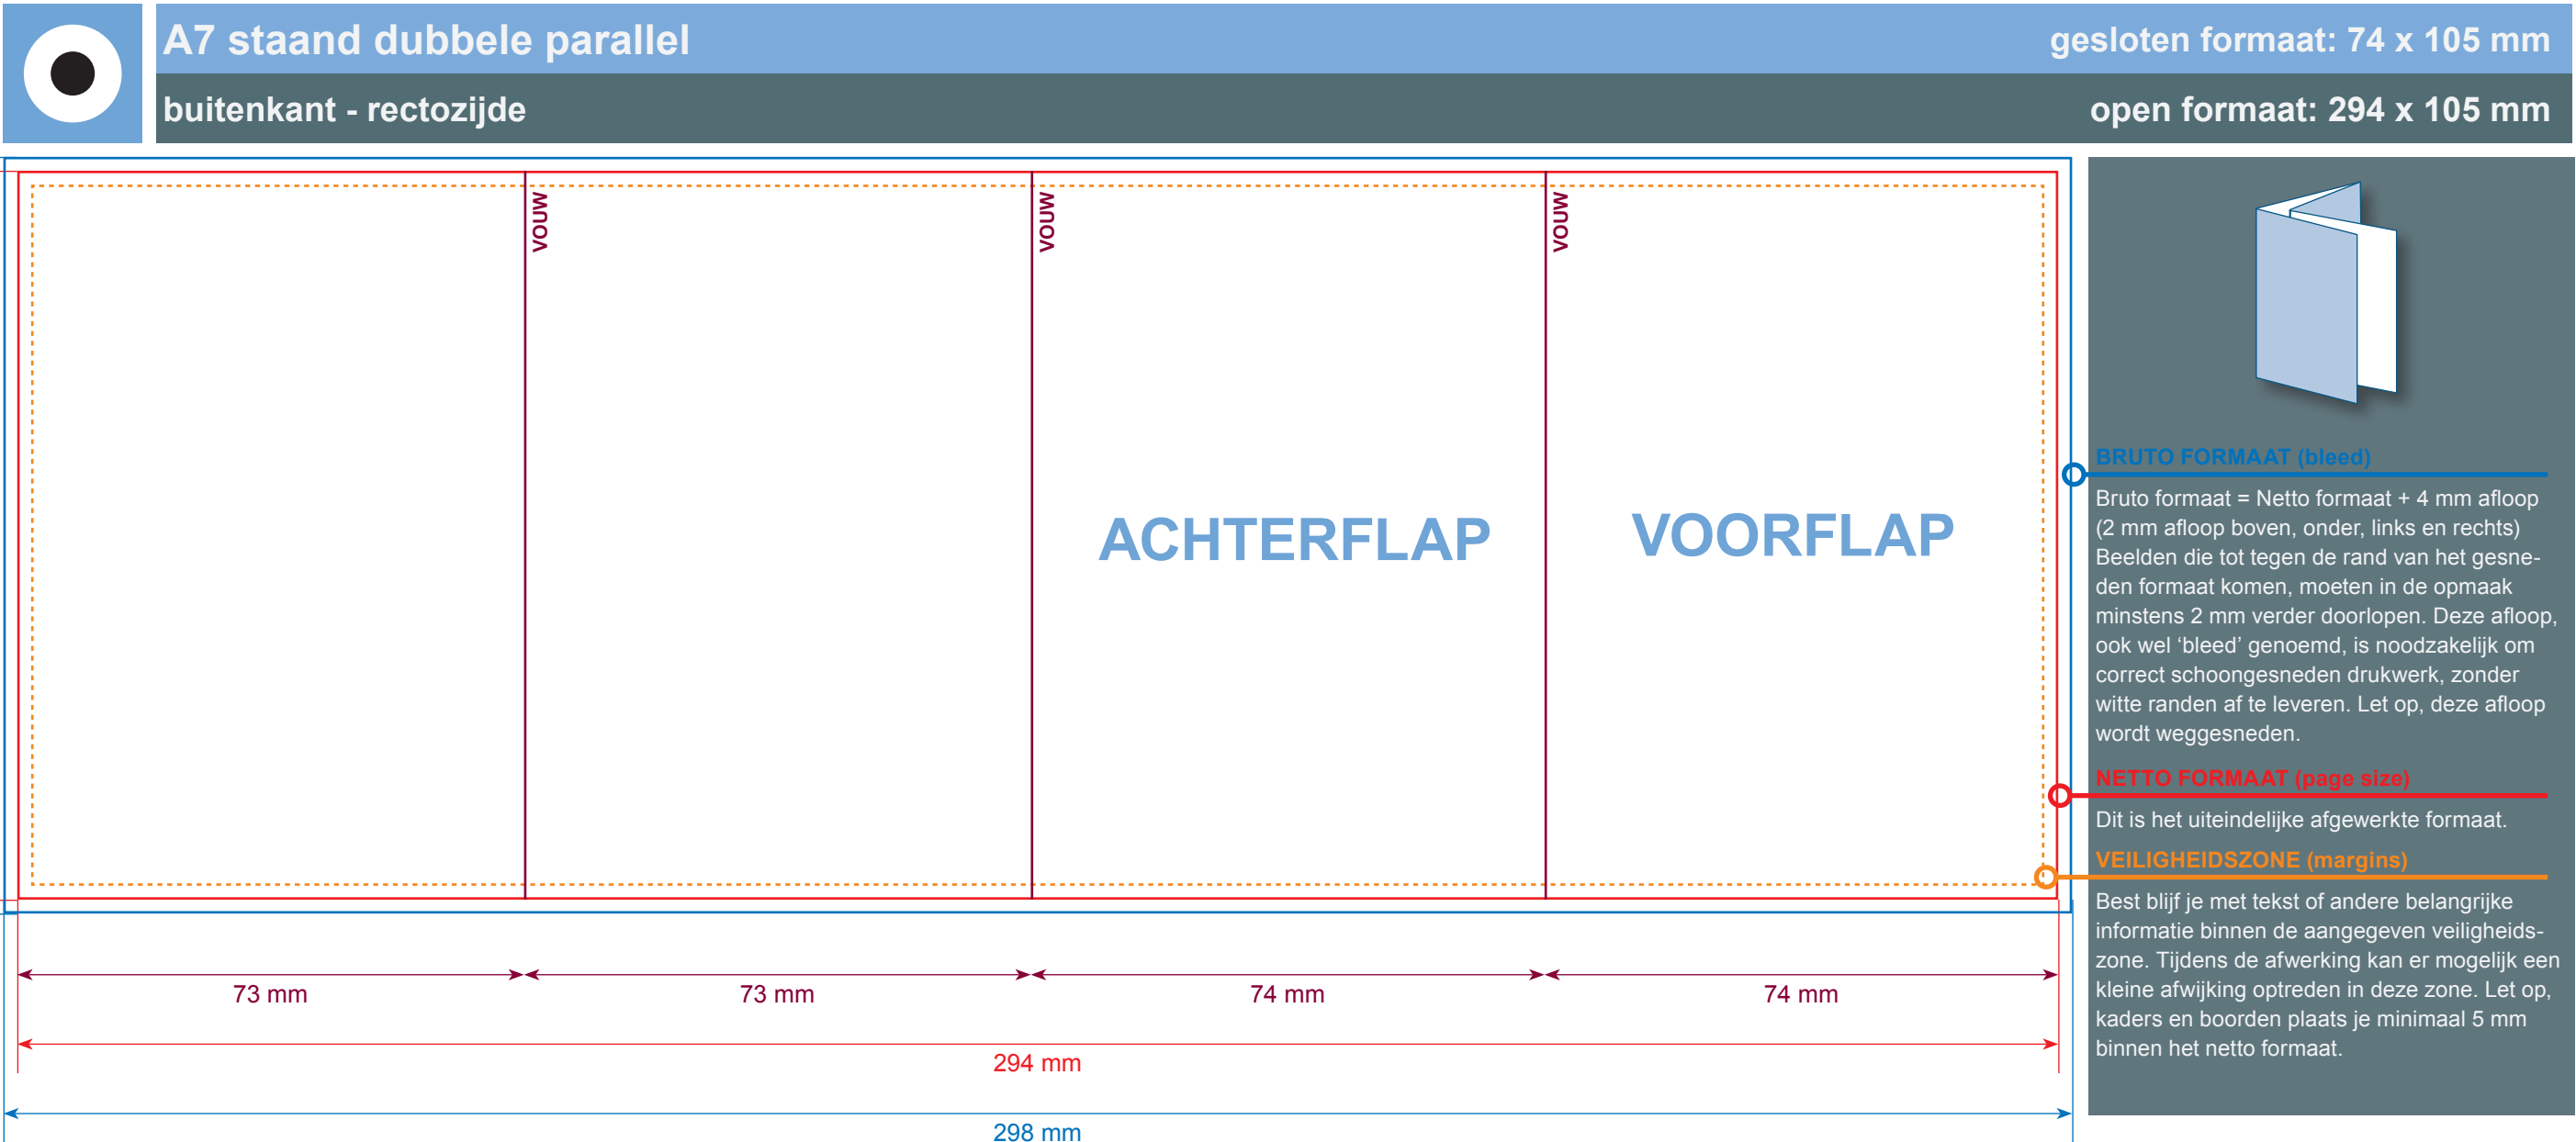 A7 staand dubbele parallel
gesloten formaat: 74 x 105 mm
buitenkant - rectozijde
open formaat: 294 x 105 mm
VOUW
VOUW
VOUW
ACHTERFLAP
VOORFLAP
73 mm
73 mm
74 mm
74 mm
294 mm
298 mm
BRUTO FORMAAT (bleed)
Bruto formaat = Netto formaat + 4 mm afloop
(2 mm afloop boven, onder, links en rechts)
Beelden die tot tegen de rand van het gesne-
den formaat komen, moeten in de opmaak
minstens 2 mm verder doorlopen. Deze afloop,
ook wel ‘bleed’ genoemd, is noodzakelijk om
correct schoongesneden drukwerk, zonder
witte randen af te leveren. Let op, deze afloop
wordt weggesneden.
NETTO FORMAAT (page size)
Dit is het uiteindelijke afgewerkte formaat.
VEILIGHEIDSZONE (margins)
Best blijf je met tekst of andere belangrijke
informatie binnen de aangegeven veiligheids-
zone. Tijdens de afwerking kan er mogelijk een
kleine afwijking optreden in deze zone. Let op,
kaders en boorden plaats je minimaal 5 mm
binnen het netto formaat.